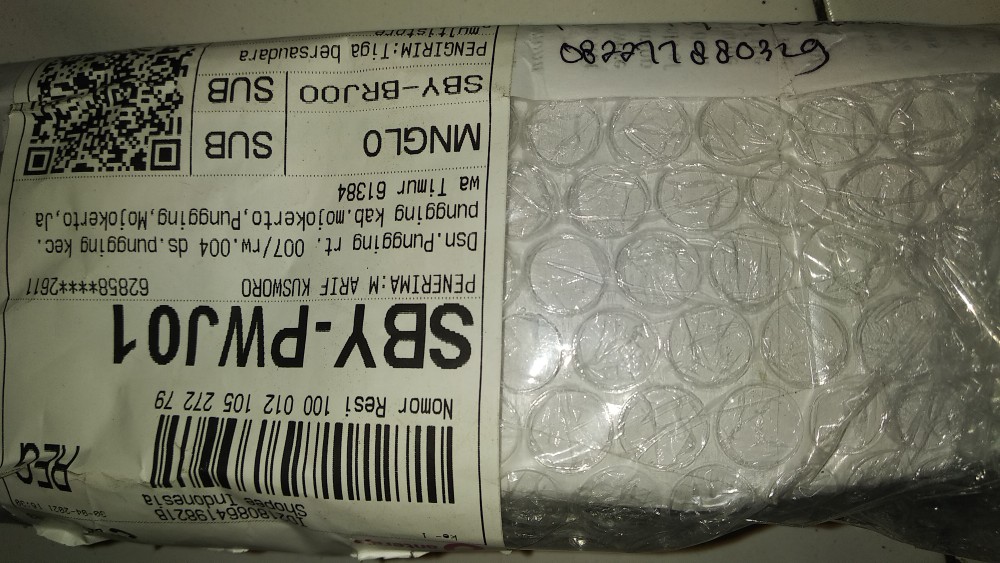 Shopee Indonesia
REG
Nomor Resi 100 012 105 272 79
SBY-PWJ01
PENERIMA:M ARIF KUSWORO 62858*****2611
Dsn.Pungging rt. 007/rw.004 ds.pungging kec.
pungging kab.mojokerto,Pungging,Mojokerto,Ja
wa Timur 61384
MNGLO SUB
SBY-BRJ00 SUB
PENGIRIM:Tiga bersaudara
multistore